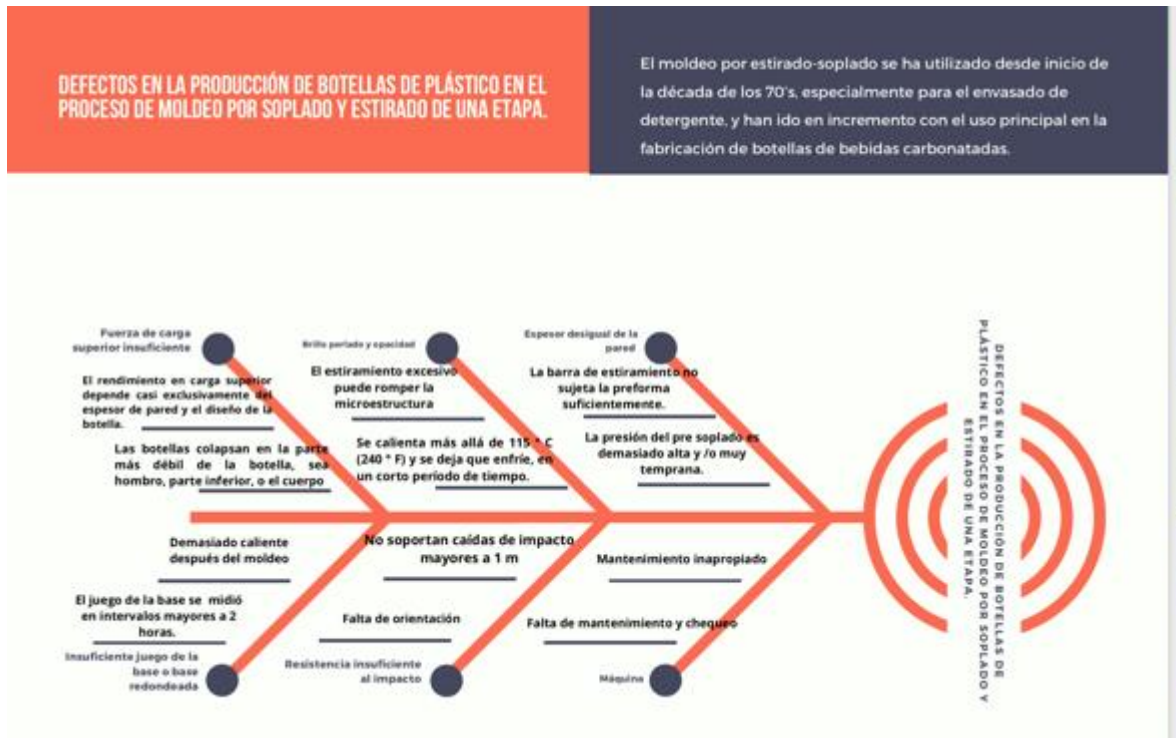 DEFECTOS EN LA PRODUCCIÓN DE BOTELLAS DE PLÁSTICO EN EL
PROCESO DE MOLDEO POR SOPLADO Y ESTIRADO DE UNA ETAPA.
El moldeo por estirado-soplado se ha utilizado desde inicio de
la década de los 70's, especialmente para el envasado de
detergente, y han ido en incremento con el uso principal en la
fabricación de botellas de bebidas carbonatadas.
Fuerza de carga
superior insuficiente
El rendimiento en carga superior
depende casi exclusivamente del
espesor de pared y el diseño de la
botella.
Las botellas colapsan en la parte
más débil de la botella, sea
hombro, parte inferior, o el cuerpo
Brillo perlado y opacidad
El estiramiento excesivo
puede romper la
microestructura
Se calienta más allá de 115 ° C
(240 ° F) y se deja que enfríe, en
un corto período de tiempo.
Espesor desigual de la
pared
La barra de estiramiento no
sujeta la preforma
suficientemente.
La presión del pre soplado es
demasiado alta y /o muy
temprana.
Demasiado caliente
después del moldeo
El juego de la base se midió
en intervalos mayores a 2
horas.
Insuficiente juego de la
base o base
redondeada
No soportan caídas de impacto
mayores a 1 m
Falta de orientación
Resistencia insuficiente
al impacto
Mantenimiento inapropiado
Falta de mantenimiento y chequeo
Máquina
DEFECTOS EN LA PRODUCCIÓN DE BOTELLAS DE
PLÁSTICO EN EL PROCESO DE MOLDEO POR SOPLADO Y
ESTIRADO DE UNA ETAPA.